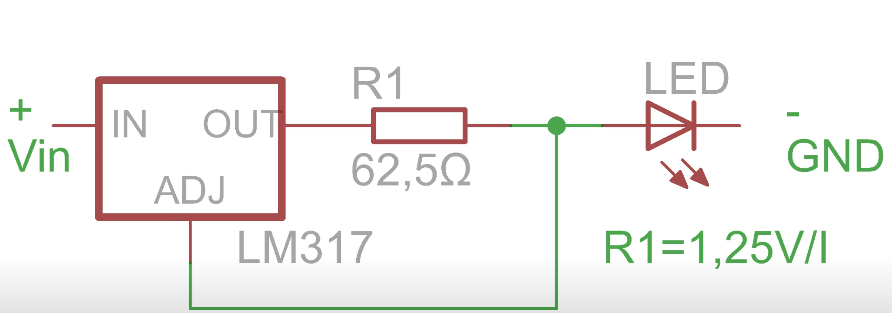 +
Vin
IN
OUT
ADJ
LM317
R1
62,5Ω
LED
-
GND
R1=1,25V/I